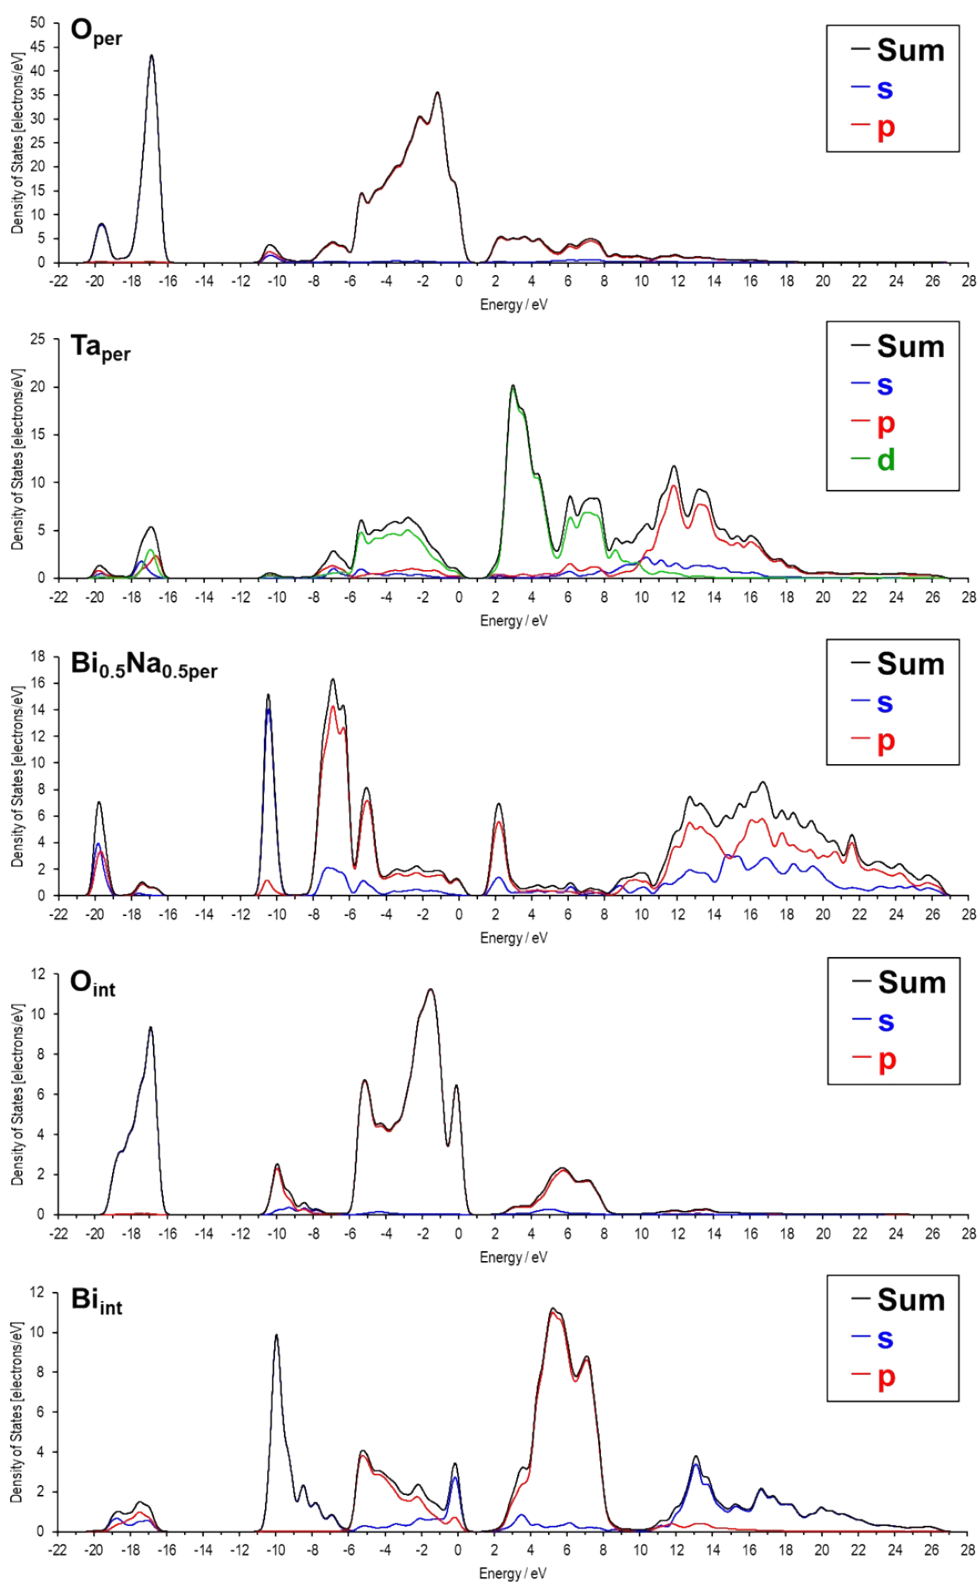 O_per
Sum
s
p
Density of States [electrons/eV]
50
45
40
35
30
25
20
15
10
5
0
-22 -20 -18 -16 -14 -12 -10 -8 -6 -4 -2 0 2 4 6 8 10 12 14 16 18 20 22 24 26 28
Energy / eV
Ta_per
Sum
s
p
d
Density of States [electrons/eV]
25
20
15
10
5
0
-22 -20 -18 -16 -14 -12 -10 -8 -6 -4 -2 0 2 4 6 8 10 12 14 16 18 20 22 24 26 28
Energy / eV
Bi_0.5Na_0.5per
Sum
s
p
Density of States [electrons/eV]
18
16
14
12
10
8
6
4
2
0
-22 -20 -18 -16 -14 -12 -10 -8 -6 -4 -2 0 2 4 6 8 10 12 14 16 18 20 22 24 26 28
Energy / eV
O_int
Sum
s
p
Density of States [electrons/eV]
12
10
8
6
4
2
0
-22 -20 -18 -16 -14 -12 -10 -8 -6 -4 -2 0 2 4 6 8 10 12 14 16 18 20 22 24 26 28
Energy / eV
Bi_int
Sum
s
p
Density of States [electrons/eV]
12
10
8
6
4
2
0
-22 -20 -18 -16 -14 -12 -10 -8 -6 -4 -2 0 2 4 6 8 10 12 14 16 18 20 22 24 26 28
Energy / eV